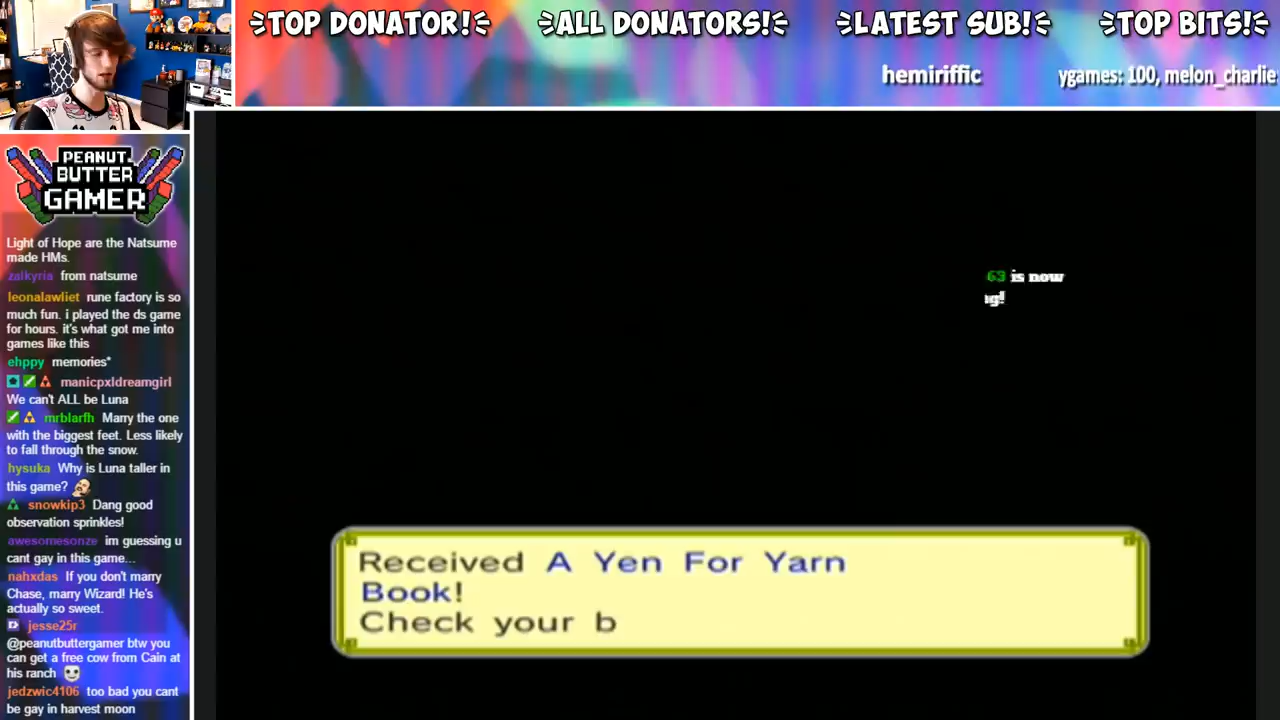 TOP DONATOR! ALL DONATORS! LATEST SUB! TOP BITS!
hemiriffic ygames: 100, melon_charlie
PEANUT
BUTTER
GAMER
Light of Hope are the Natsume
made HMs.
zalkyria from natsume
leonalawliet rune factory is so
much fun. i played the ds game
for hours. it's what got me into
games like this
ehppy memories*
manicpxldreamgirl
We can't ALL be Luna
mrblarfh Marry the one
with the biggest feet. Less likely
to fall through the snow.
hysuka Why is Luna taller in
this game?
snowkip3 Dang good
observation sprinkles!
awesomesonze im guessing u
cant gay in this game...
nahxdas If you don't marry
Chase, marry Wizard! He's
actually so sweet.
jesse25r
@peanutbuttergamer btw you
can get a free cow from Cain at
his ranch
jedzwic4106 too bad you cant
be gay in harvest moon
63 is now
g!
Received A Yen For Yarn
Book!
Check your b